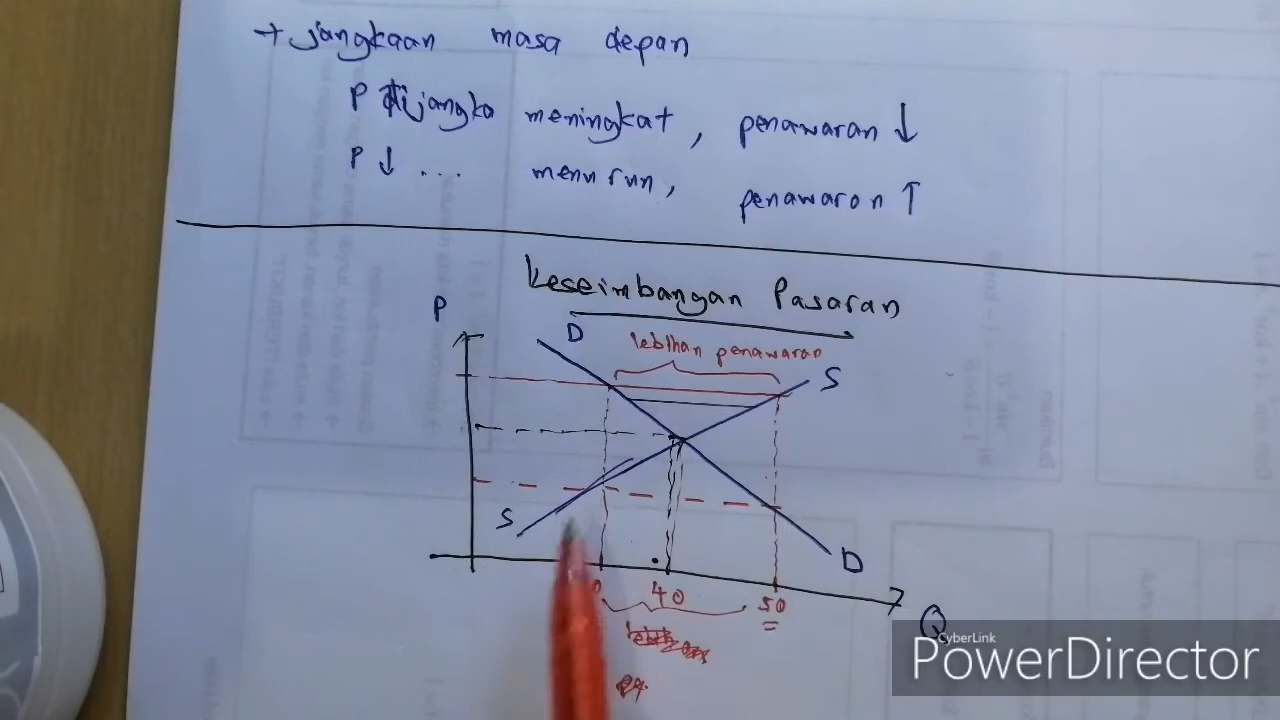 + jangkaan masa depan
P dijangka meningkat, penawaran ↓
P ↓ ... menurun, penawaran ↑
Keseimbangan Pasaran
P
D
lebihan penawaran
S
S
D
40
50
Q
CyberLink
PowerDirector